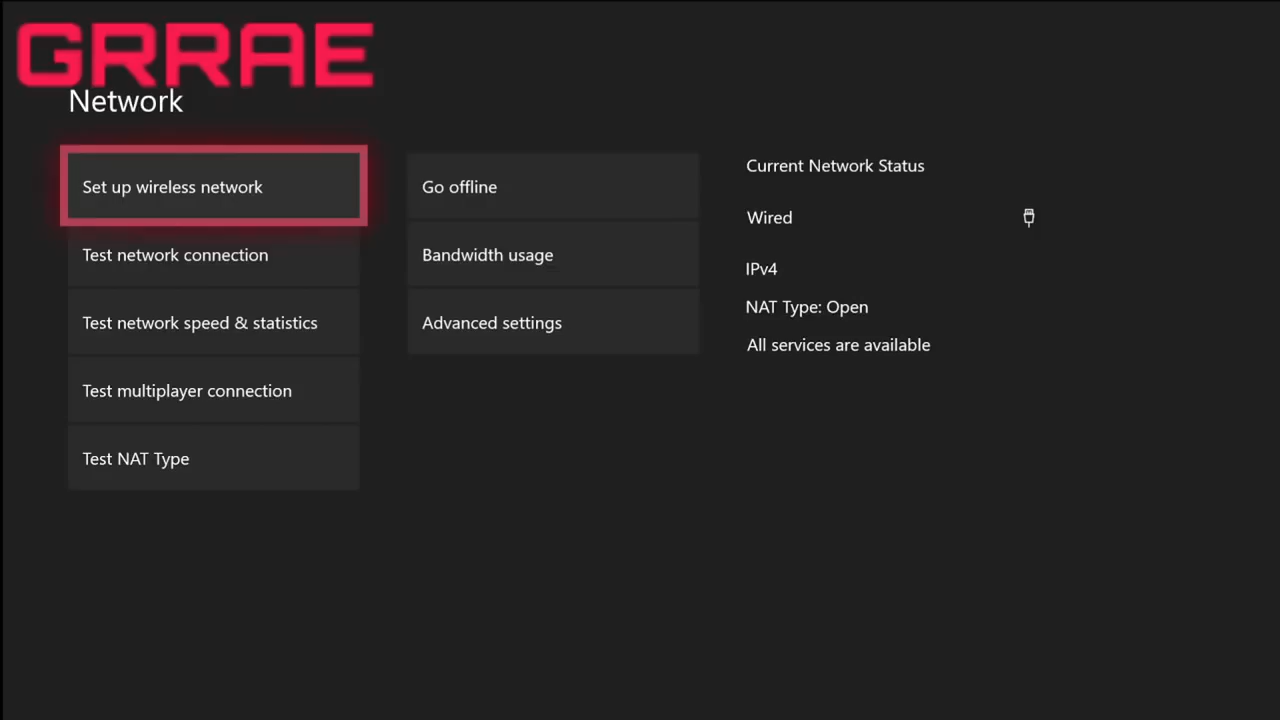 GRRAE
Network
Set up wireless network
Test network connection
Test network speed & statistics
Test multiplayer connection
Test NAT Type
Go offline
Bandwidth usage
Advanced settings
Current Network Status
Wired
IPv4
NAT Type: Open
All services are available